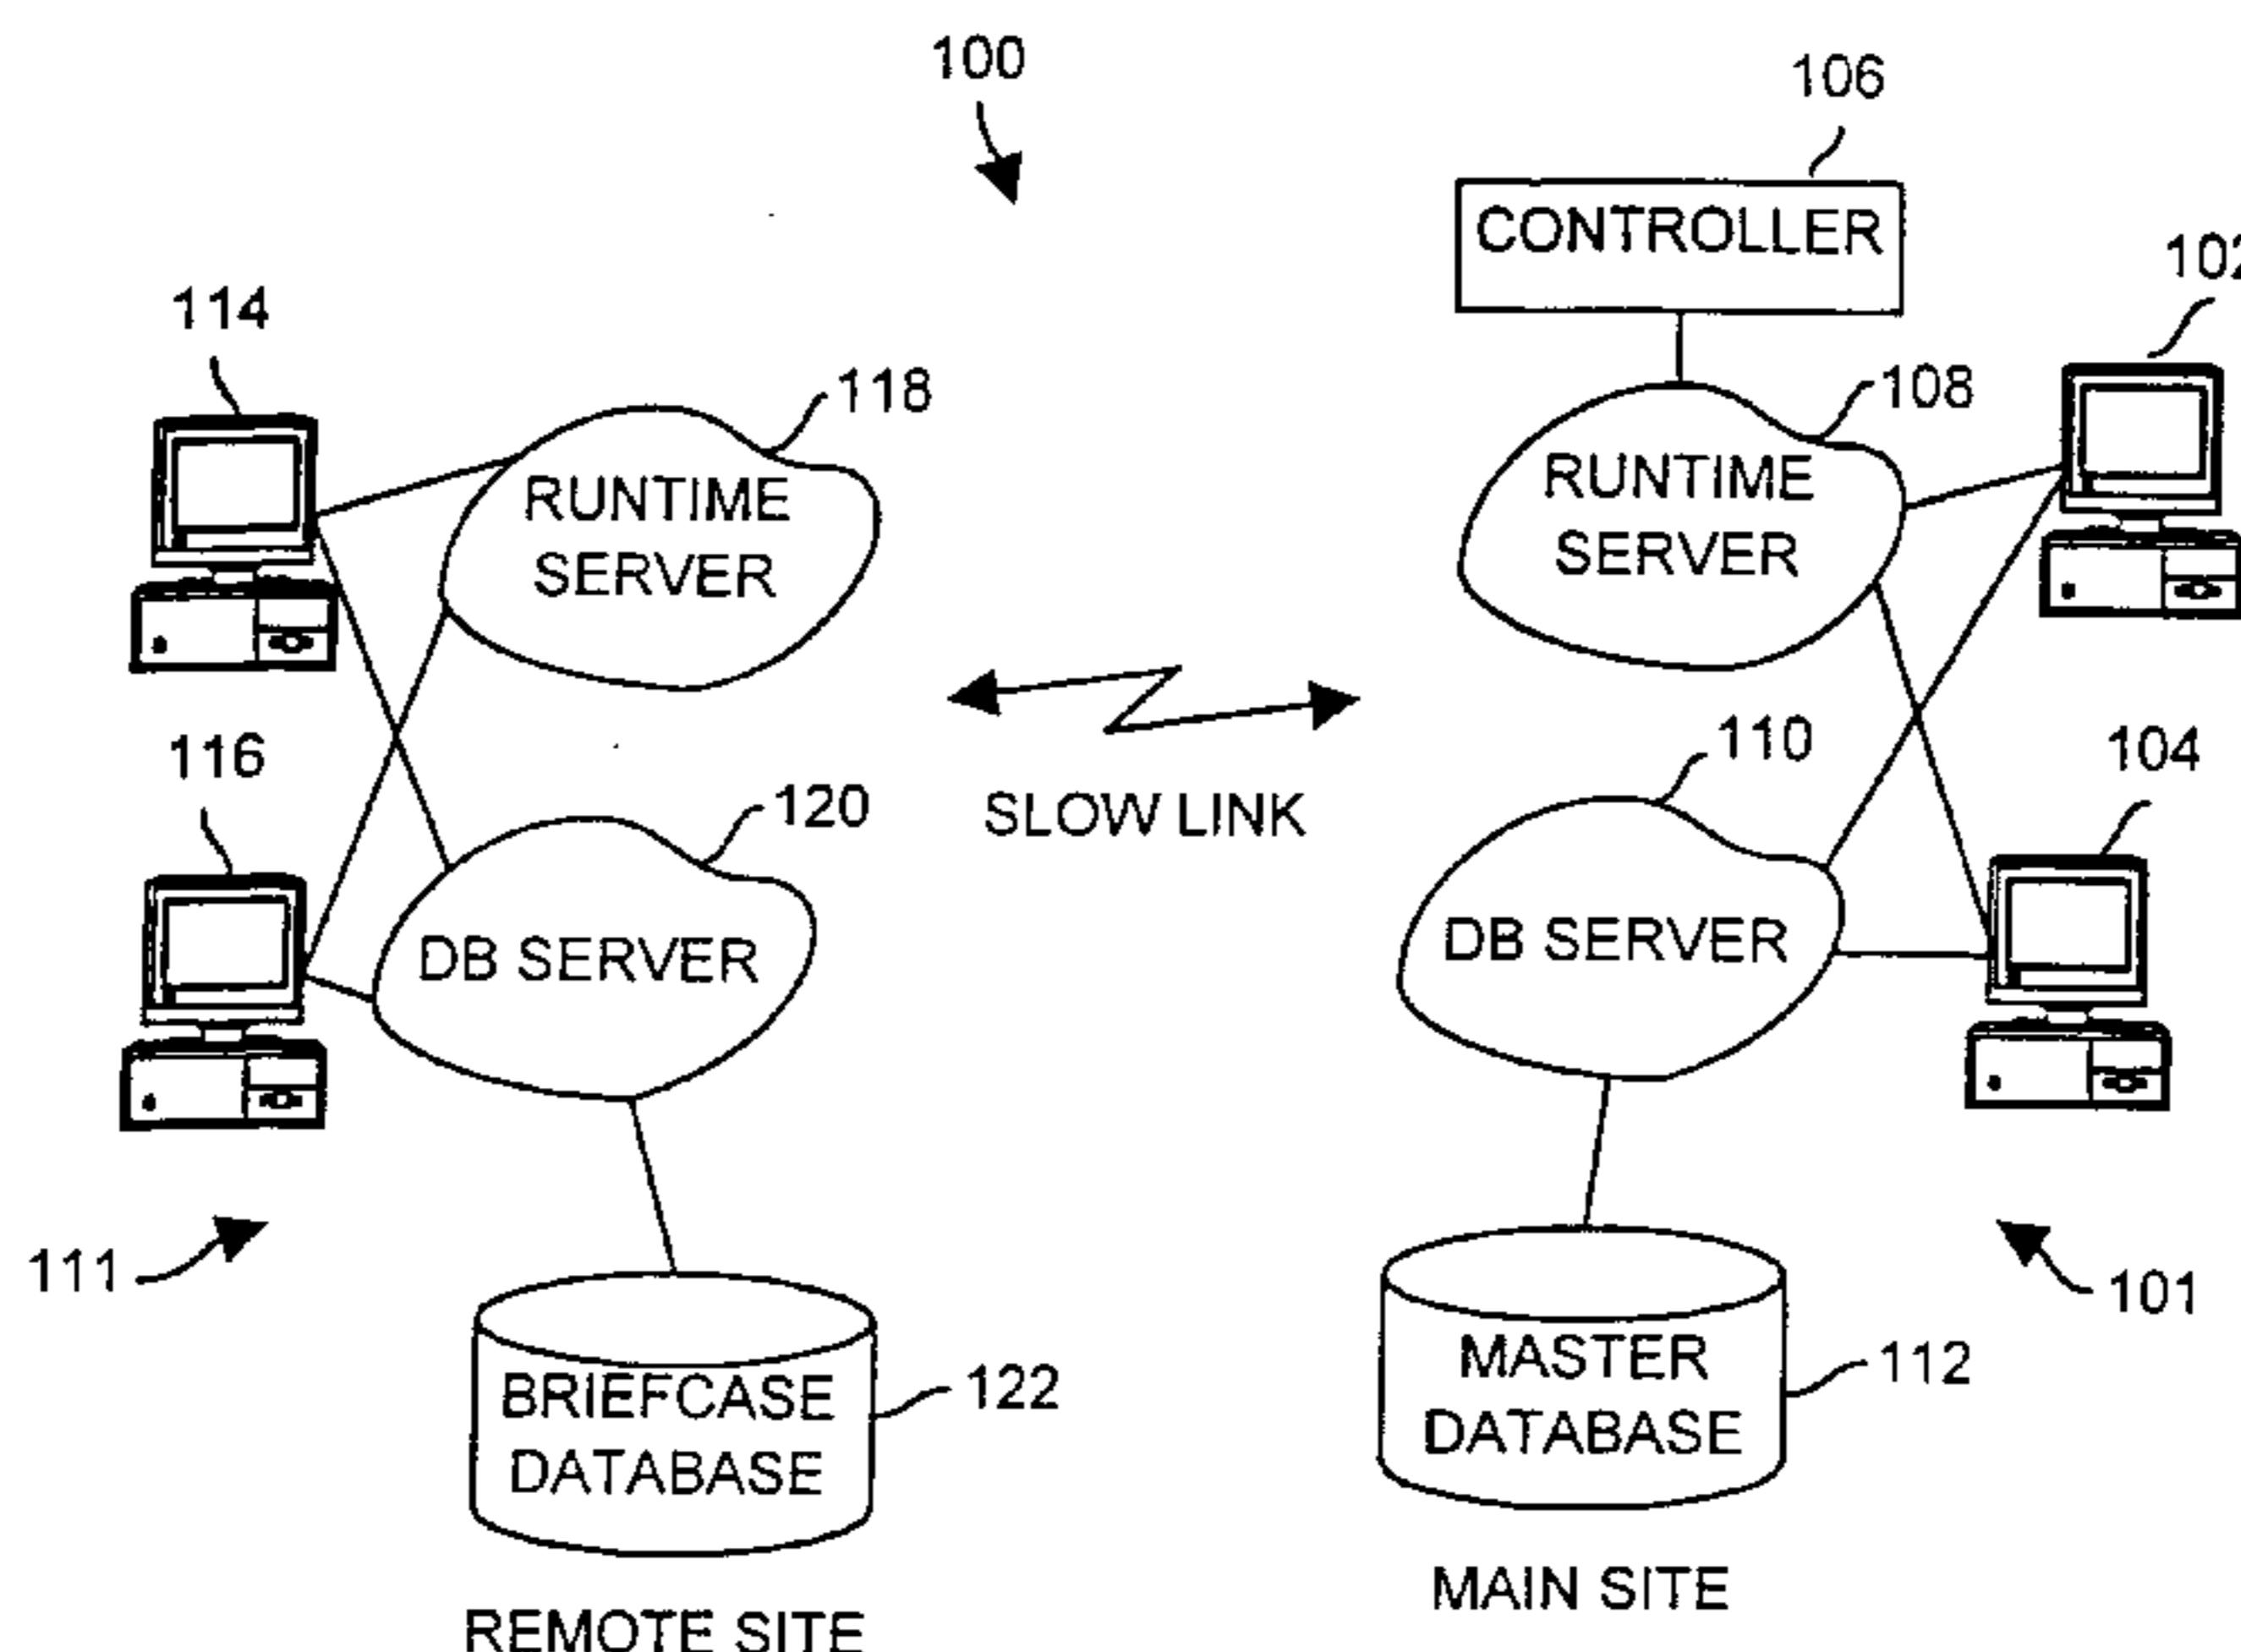 100
106
CONTROLLER
102
114
118
108
RUNTIME
SERVER
RUNTIME
SERVER
116
120
SLOW LINK
110
104
DB SERVER
DB SERVER
111
101
BRIEFCASE
DATABASE
122
MASTER
DATABASE
112
MAIN SITE
REMOTE SITE